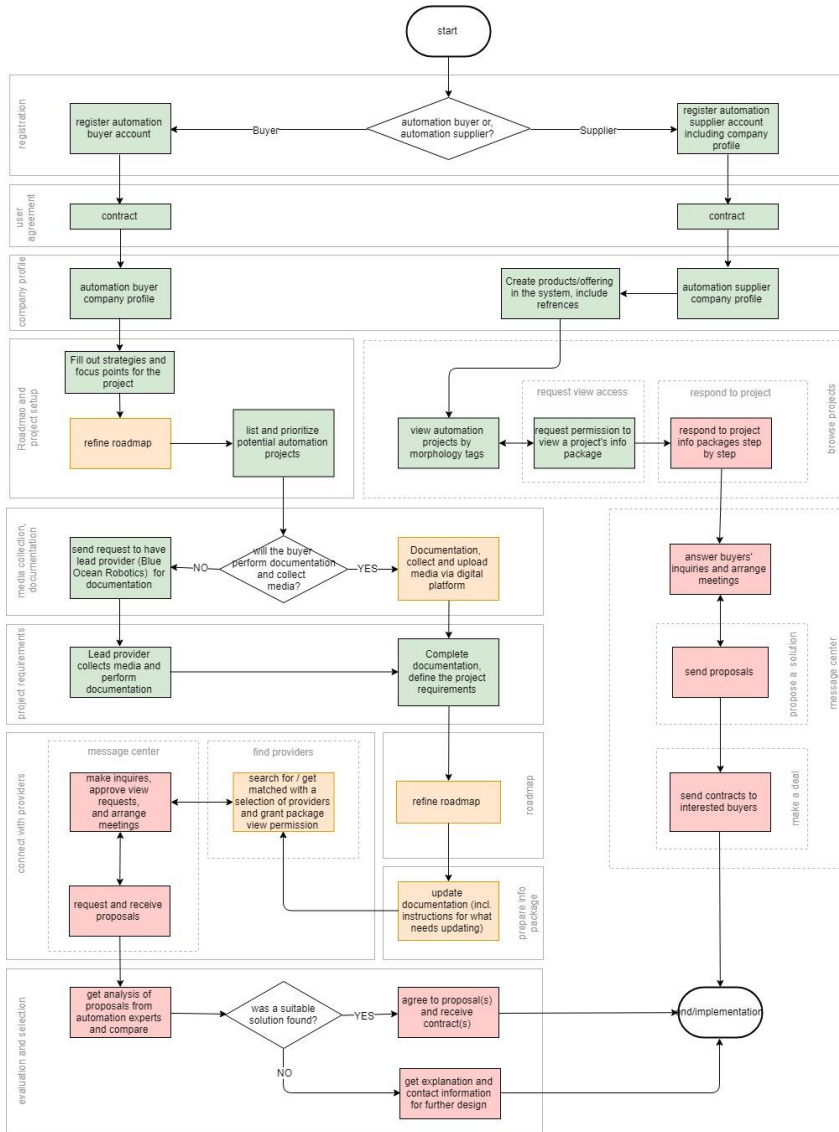 start
registration
register automation
buyer account
Buyer
automation buyer or,
automation supplier?
Supplier
register automation
supplier account
including company
profile
user
agreement
contract
contract
company profile
automation buyer
company profile
Create products/offering
in the system, include
refrences
automation supplier
company profile
Roadmao and
project setup
Fill out strategies and
focus points for the
project
refine roadmap
list and prioritize
potential automation
projects
browse projects
view automation
projects by
morphology tags
request view access
request permission to
view a project's info
package
respond to project
respond to project
info packages step
by step
media collection,
documentation
send request to have
lead provider (Blue
Ocean Robotics) for
documentation
NO
will the buyer
perform documentation
and collect
media?
YES
Documentation,
collect and upload
media via digital
platform
message center
answer buyers'
inquiries and arrange
meetings
project requirements
Lead provider
collects media and
perform
documentation
Complete
documentation,
define the project
requirements
propose a solution
send proposals
connect with providers
message center
make inquires,
approve view
requests,
and arrange
meetings
find providers
search for / get
matched with a
selection of providers
and grant package
view permission
roadmap
refine roadmap
make a deal
send contracts to
interested buyers
request and receive
proposals
prepare info
package
update
documentation (incl.
instructions for what
needs updating)
evaluation and selection
get analysis of
proposals from
automation experts
and compare
was a suitable
solution found?
YES
agree to proposal(s)
and receive
contract(s)
end/implementation
NO
get explanation and
contact information
for further design